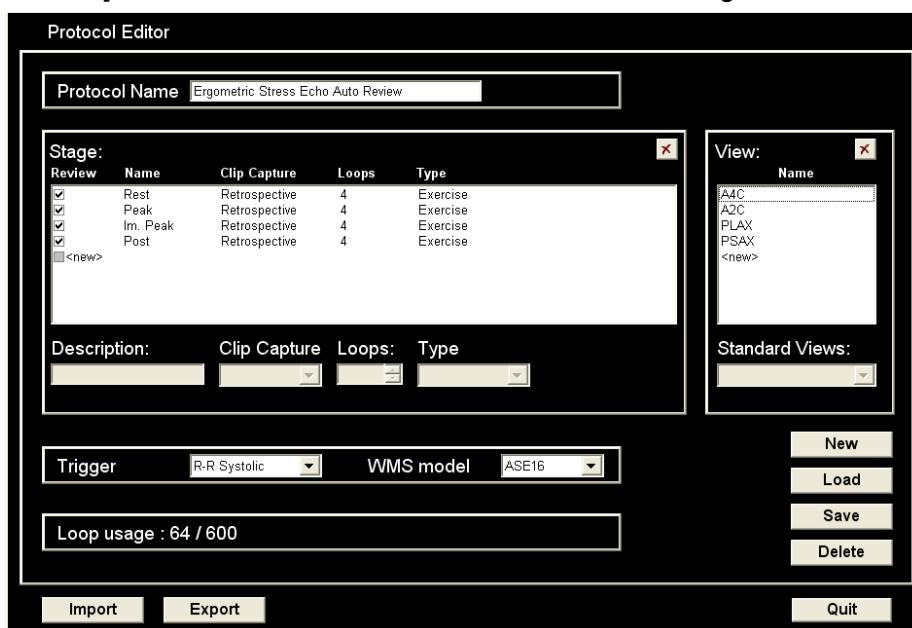 Protocol Editor
Protocol Name Ergometric Stress Echo Auto Review
Stage:
Review Name Clip Capture Loops Type
Rest Retrospective 4 Exercise
Peak Retrospective 4 Exercise
Im. Peak Retrospective 4 Exercise
Post Retrospective 4 Exercise
<new>
Description: Clip Capture Loops: Type
View:
Name
A4C
A2C
PLAX
PSAX
<new>
Standard Views:
Trigger R-R Systolic WMS model ASE16
Loop usage : 64 / 600
New
Load
Save
Delete
Import Export Quit